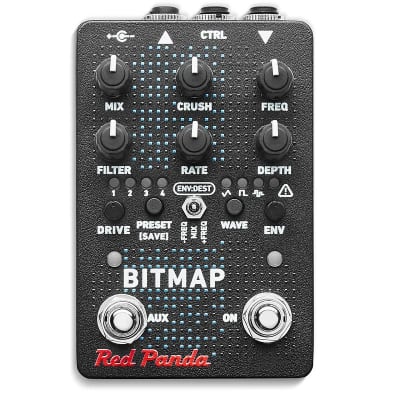 CTRL
MIX CRUSH FREQ
FILTER RATE DEPTH
1 2 3 4 ENV:DEST
DRIVE PRESET [SAVE] -FREQ MIX +FREQ WAVE ENV
BITMAP
AUX ON
Red Panda